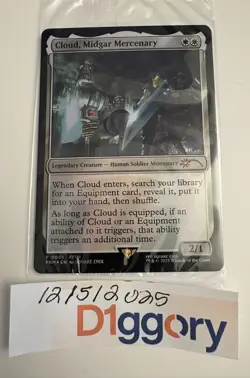 Cloud, Midgar Mercenary
Legendary Creature — Human Soldier Mercenary
When Cloud enters, search your library
for an Equipment card, reveal it, put it
into your hand, then shuffle.
As long as Cloud is equipped, if an
ability of Cloud or an Equipment
attached to it triggers, that ability
triggers an additional time.
2/1
12/5/2025
D1ggory